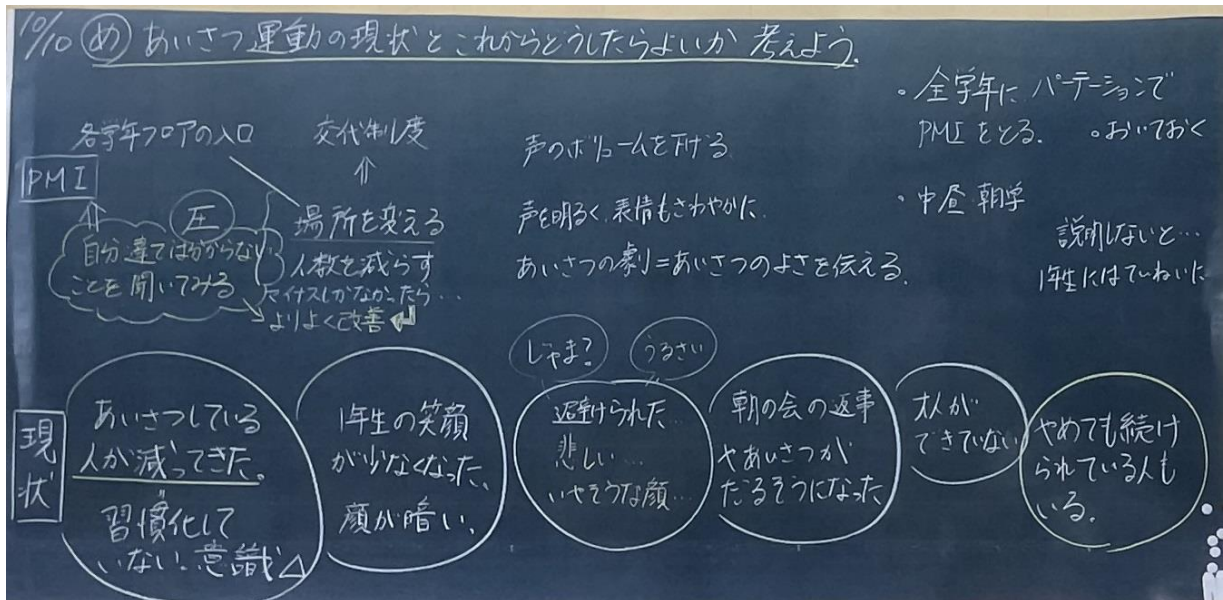 10/10 め あいさつ運動の現状とこれからどうしたらよいか 考えよう。
PMI
各学年フロアの入口
交代制度
⇑
⇑
圧
自分達では分からない
ことを聞いてみる
場所を変える
人数を減らす
マイナスしかなかったら…
よりよく改善
声のボリュームを下げる
声を明るく、表情もさわやかに
あいさつの劇=あいさつのよさを伝える。
・全学年に パーテーションで
PMIをとる。 ・おいておく
・中昼 朝学
説明しないと…
1年生にはていねいに
現状
あいさつしている
人が減ってきた。
習慣化して
いない。意識△
1年生の笑顔
が少なくなった。
顔が暗い。
じゃま?
うるさい
避けられた…
悲しい…
いやそうな顔…
朝の会の返事
やあいさつが
だるそうになった
大人が
できていない
やめても続け
られている人も
いる。